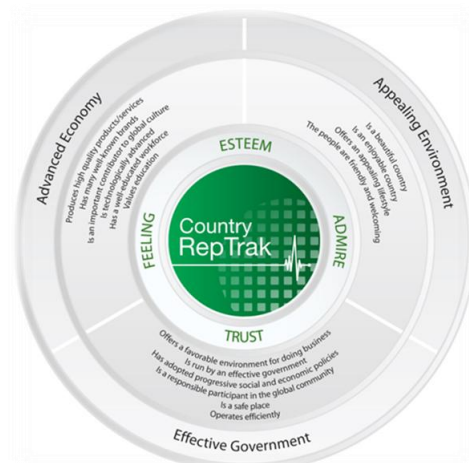 Advanced Economy
Produces high quality products/services
Has many well-known brands
Is an important contributor to global culture
Is technologically advanced
Has a well-educated workforce
Values education
Appealing Environment
Is a beautiful country
Is an enjoyable country
Offers an appealing lifestyle
The people are friendly and welcoming
ESTEEM
FEELING
ADMIRE
TRUST
Country
RepTrak
Offers a favorable environment for doing business
Is run by an effective government
Has adopted progressive social and economic policies
Is a responsible participant in the global community
Is a safe place
Operates efficiently
Effective Government